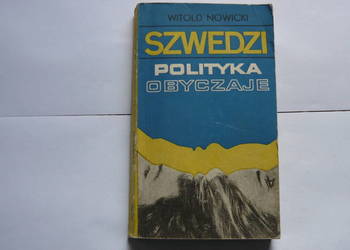 WITOLD NOWICKI
SZWEDZI
POLITYKA
OBYCZAJE